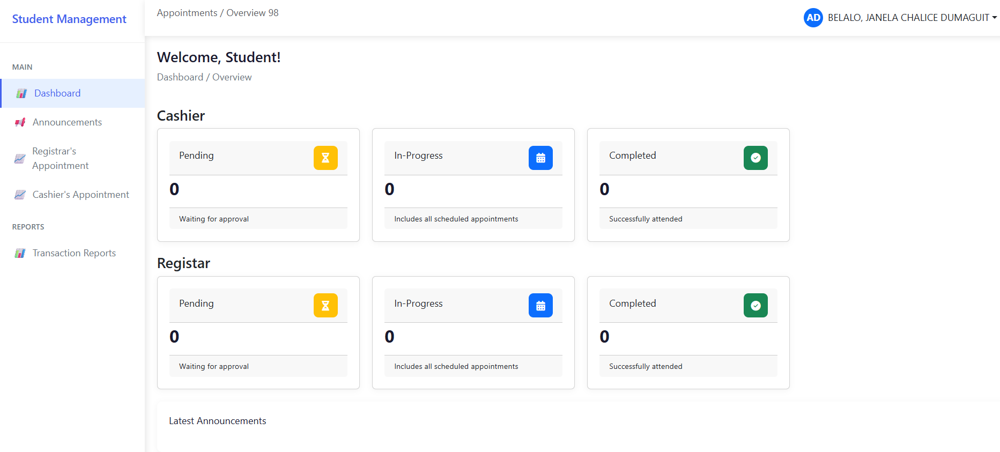 Student Management
Appointments / Overview 98
AD BELALO, JANELA CHALICE DUMAGUIT
MAIN
Dashboard
Announcements
Registrar's
Appointment
Cashier's Appointment
REPORTS
Transaction Reports
Welcome, Student!
Dashboard / Overview
Cashier
Pending
0
Waiting for approval
In-Progress
0
Includes all scheduled appointments
Completed
0
Successfully attended
Registar
Pending
0
Waiting for approval
In-Progress
0
Includes all scheduled appointments
Completed
0
Successfully attended
Latest Announcements